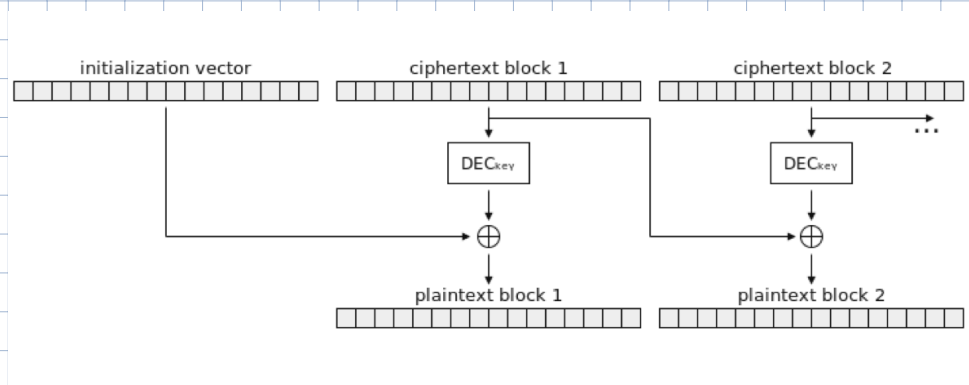 initialization vector
ciphertext block 1
ciphertext block 2
...
DECkey
DECkey
plaintext block 1
plaintext block 2